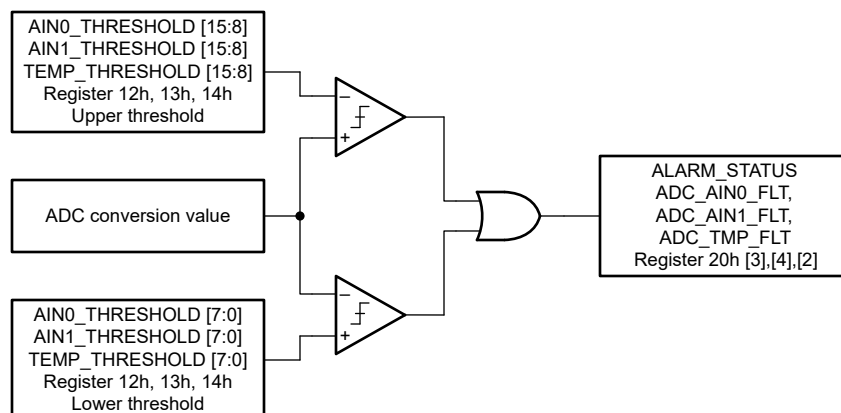 AIN0_THRESHOLD [15:8]
AIN1_THRESHOLD [15:8]
TEMP_THRESHOLD [15:8]
Register 12h, 13h, 14h
Upper threshold
−
+
ADC conversion value
ALARM_STATUS
ADC_AIN0_FLT,
ADC_AIN1_FLT,
ADC_TMP_FLT
Register 20h [3],[4],[2]
−
+
AIN0_THRESHOLD [7:0]
AIN1_THRESHOLD [7:0]
TEMP_THRESHOLD [7:0]
Register 12h, 13h, 14h
Lower threshold